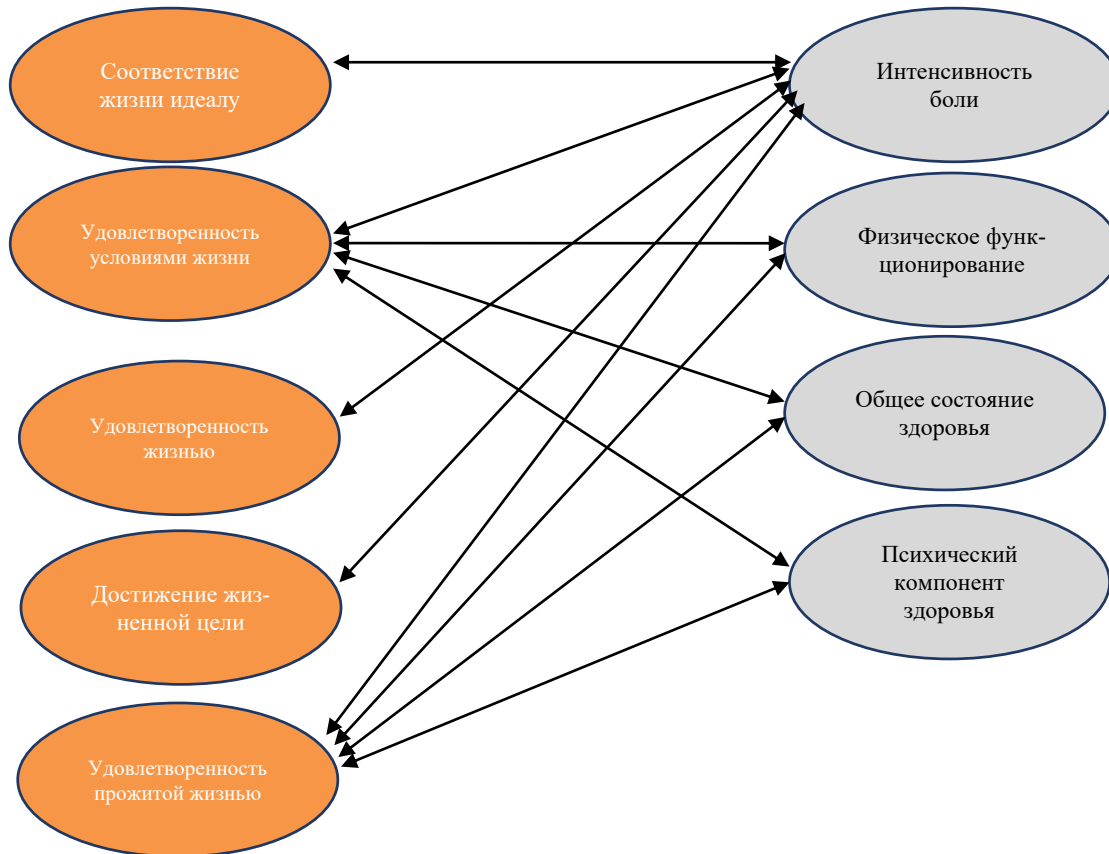 Соответствие
жизни идеалу
Интенсивность
боли
Удовлетворенность
условиями жизни
Физическое функ-
ционирование
Удовлетворенность
жизнью
Общее состояние
здоровья
Достижение жиз-
ненной цели
Психический
компонент
здоровья
Удовлетворенность
прожитой жизнью